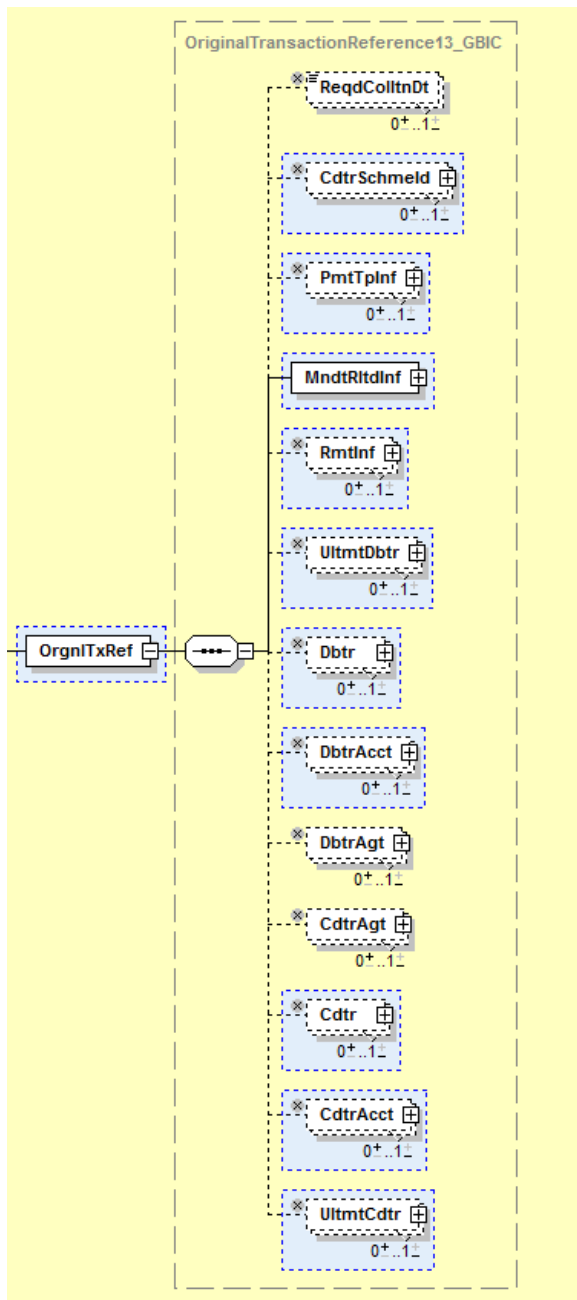 OriginalTransactionReference13_GBIC
ReqdColltnDt
0..1
CdtrSchmeId
0..1
PmtTpInf
0..1
MndtRltdInf
RmtInf
0..1
UltmtDbtr
0..1
OrgnlTxRef
Dbtr
0..1
DbtrAcct
0..1
DbtrAgt
0..1
CdtrAgt
0..1
Cdtr
0..1
CdtrAcct
0..1
UltmtCdtr
0..1